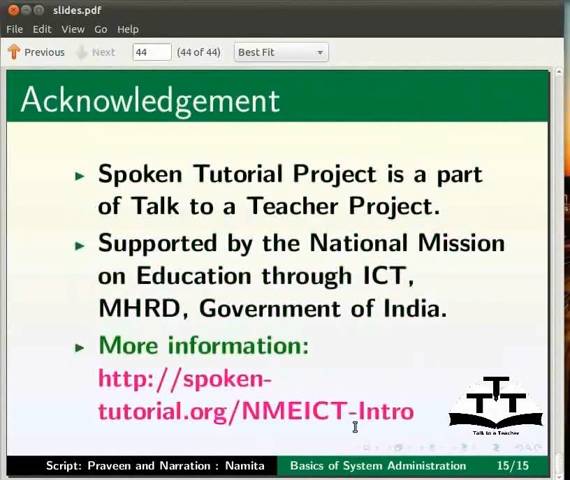 slides.pdf
File Edit View Go Help
Previous Next 44 (44 of 44) Best Fit
Acknowledgement
Spoken Tutorial Project is a part
of Talk to a Teacher Project.
Supported by the National Mission
on Education through ICT,
MHRD, Government of India.
More information:
http://spoken-
tutorial.org/NMEICT-Intro
TTT
Talk to a Teacher
Script: Praveen and Narration : Namita Basics of System Administration 15/15